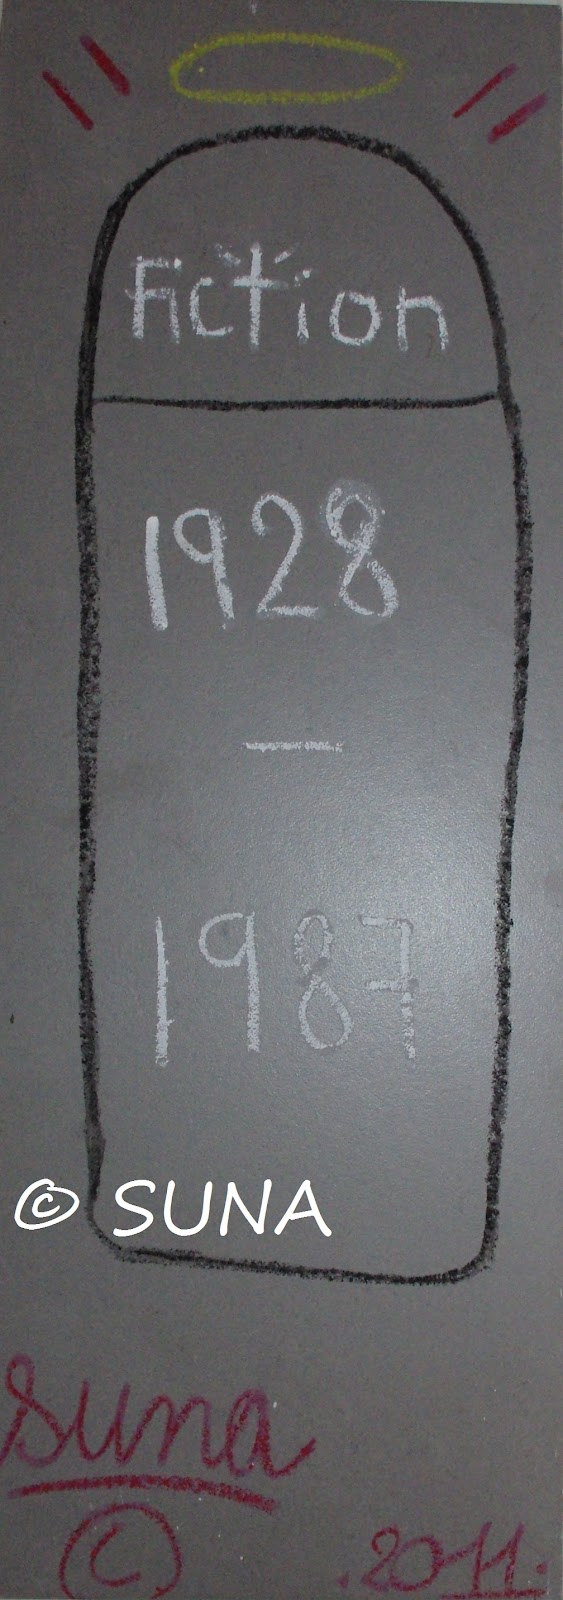 Fiction
1928
—
1987
© SUNA
Suna
©
.2011.